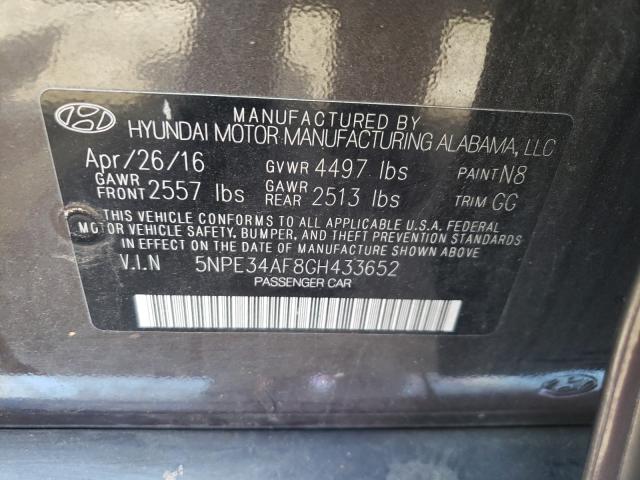 MANUFACTURED BY
HYUNDAI MOTOR MANUFACTURING ALABAMA, LLC
Apr/26/16 GVWR 4497 lbs PAINT N8
GAWR FRONT 2557 lbs GAWR REAR 2513 lbs TRIM GG
THIS VEHICLE CONFORMS TO ALL APPLICABLE U.S.A. FEDERAL
MOTOR VEHICLE SAFETY, BUMPER, AND THEFT PREVENTION STANDARDS
IN EFFECT ON THE DATE OF MANUFACTURE SHOWN ABOVE
V.I.N 5NPE34AF8GH433652
PASSENGER CAR